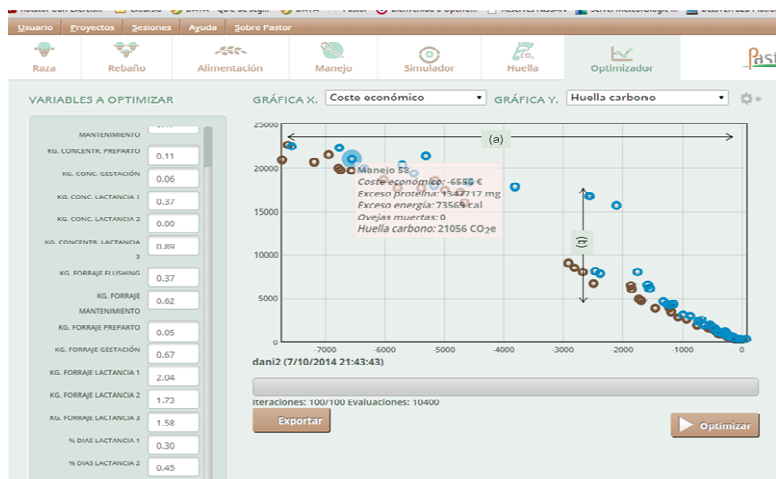 Usuario Proyectos Sesiones Ayuda Sobre Pastor
Raza Rebaño Alimentación Manejo Simulador Huella Optimizador
CO₂
Past
VARIABLES A OPTIMIZAR
MANTENIMIENTO
KG. CONCENTR. PREPARTO 0.11
KG. CONC. GESTACIÓN 0.06
KG. CONC. LACTANCIA 1 0.37
KG. CONC. LACTANCIA 2 0.00
KG. CONCENTR. LACTANCIA 0.89
3
KG. FORRAJE FLUSHING 0.37
KG. FORRAJE 0.62
MANTENIMIENTO
KG. FORRAJE PREPARTO 0.05
KG. FORRAJE GESTACIÓN 0.67
KG. FORRAJE LACTANCIA 1 2.04
KG. FORRAJE LACTANCIA 2 1.73
KG. FORRAJE LACTANCIA 3 1.58
% DIAS LACTANCIA 1 0.30
% DIAS LACTANCIA 2 0.45
GRÁFICA X. Coste económico GRÁFICA Y. Huella carbono
25000
(a)
20000
Manejo 58
Coste económico: -6556 €
Exceso proteína: 1347717 mg
Exceso energía: 73569 cal
Ovejas muertas: 0
Huella carbono: 21056 CO2e
15000
10000
5000
0
-7000 -6000 -5000 -4000 -3000 -2000 -1000 0
dani2 (7/10/2014 21:43:43)
Iteraciones: 100/100 Evaluaciones: 10400
Exportar
Optimizar